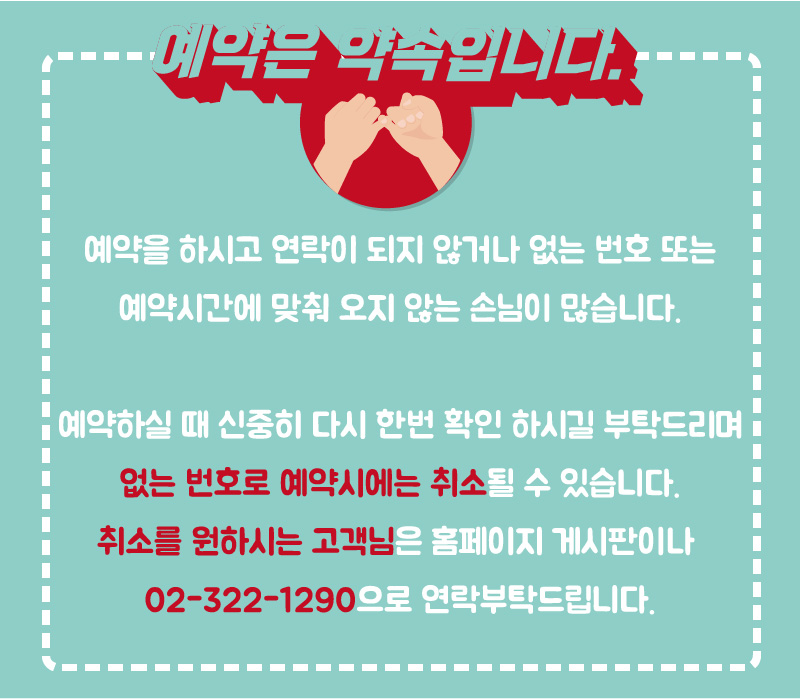 예약은 약속입니다.
예약을 하시고 연락이 되지 않거나 없는 번호 또는
예약시간에 맞춰 오지 않는 손님이 많습니다.
예약하실 때 신중히 다시 한번 확인 하시길 부탁드리며
없는 번호로 예약시에는 취소될 수 있습니다.
취소를 원하시는 고객님은 홈페이지 게시판이나
02-322-1290으로 연락부탁드립니다.